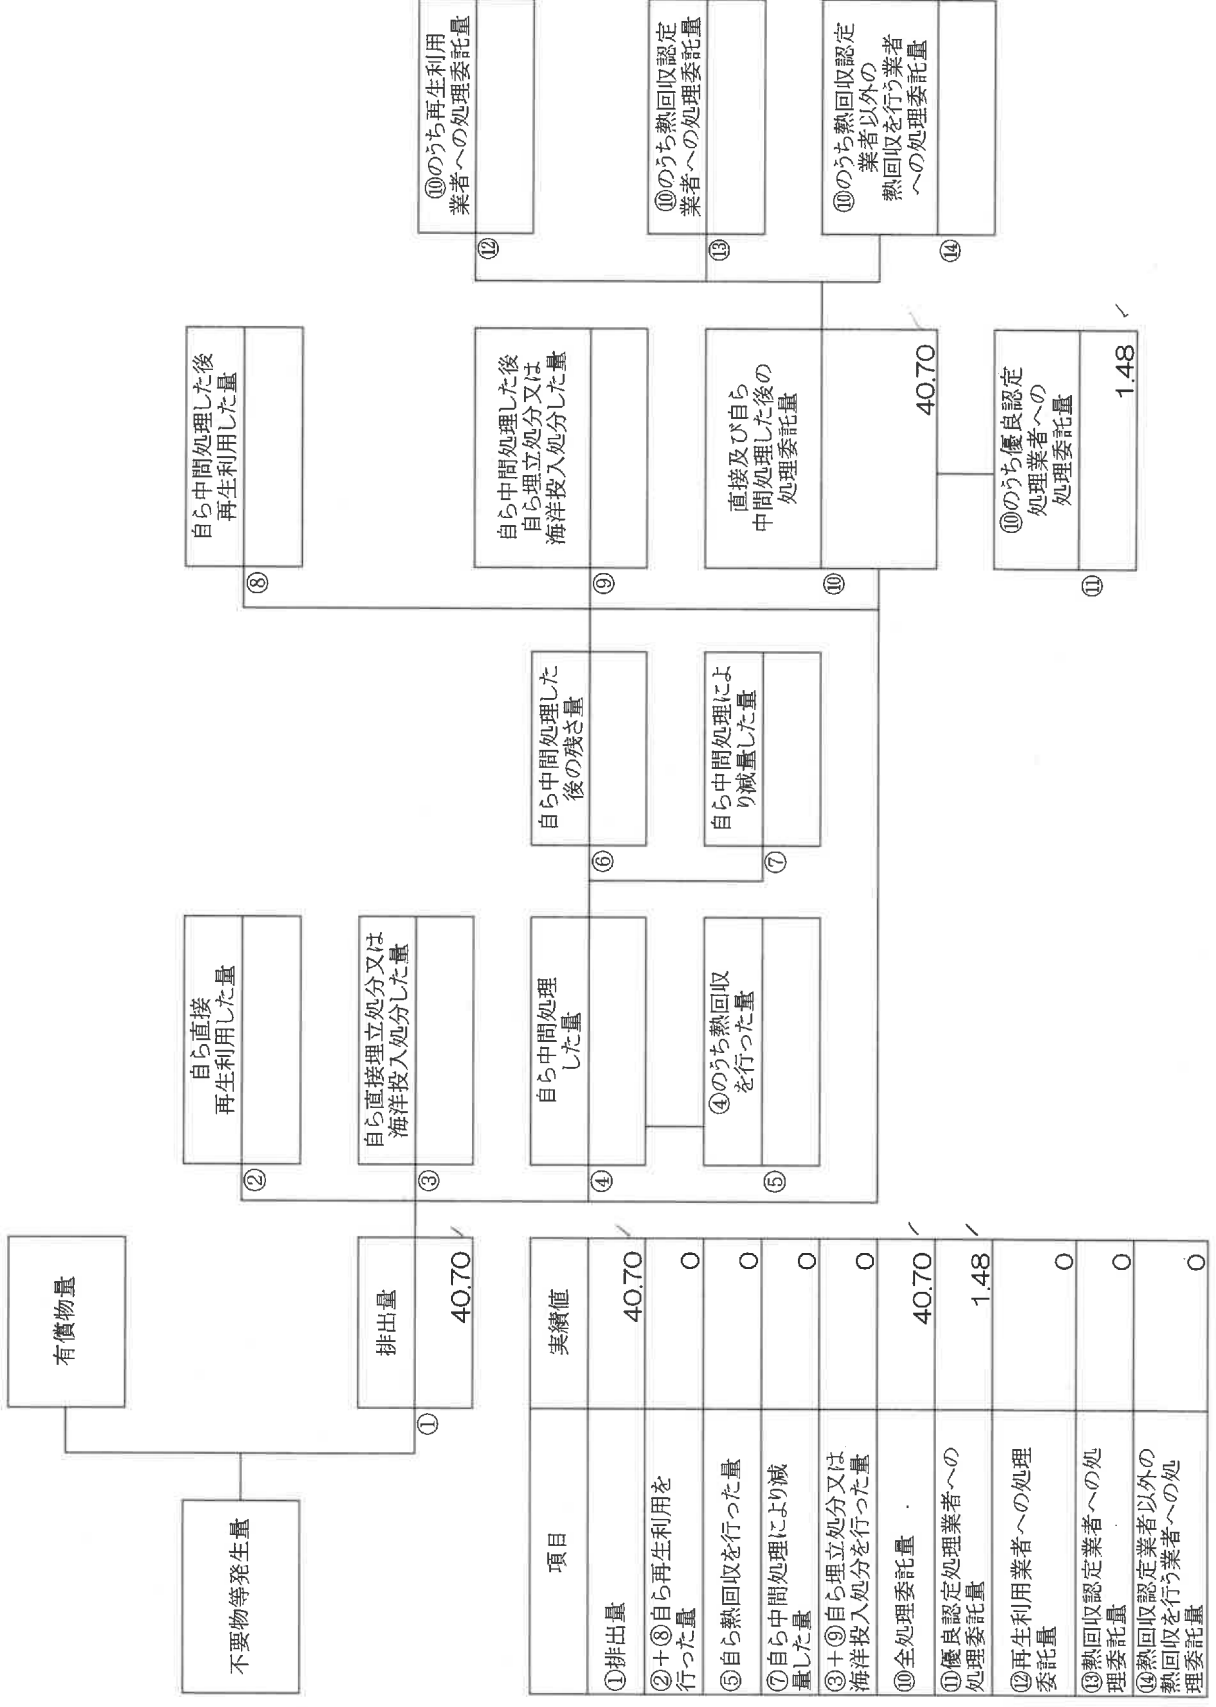 有償物量
不要物等発生量
排出量
①
40.70
自ら直接
再生利用した量
②
自ら直接埋立処分又は
海洋投入処分した量
③
自ら中間処理
した量
④
④のうち熱回収
を行った量
⑤
自ら中間処理した
後の残さ量
⑥
自ら中間処理によ
り減量した量
⑦
自ら中間処理した後
再生利用した量
⑧
自ら中間処理した後
自ら埋立処分又は
海洋投入処分した量
⑨
直接及び自ら
中間処理した後の
処理委託量
⑩
40.70
⑩のうち優良認定
処理業者への
処理委託量
⑪
1.48
⑩のうち再生利用
業者への処理委託量
⑫
⑩のうち熱回収認定
業者への処理委託量
⑬
⑩のうち熱回収認定
業者以外の
熱回収を行う業者
への処理委託量
⑭
項目 実績値
①排出量 40.70
②+⑧自ら再生利用を
行った量 0
⑤自ら熱回収を行った量 0
⑦自ら中間処理により減
量した量 0
③+⑨自ら埋立処分又は
海洋投入処分を行った量 0
⑩全処理委託量 40.70
⑪優良認定処理業者への
処理委託量 1.48
⑫再生利用業者への処理
委託量 0
⑬熱回収認定業者への処
理委託量 0
⑭熱回収認定業者以外の
熱回収を行う業者への処
理委託量 0